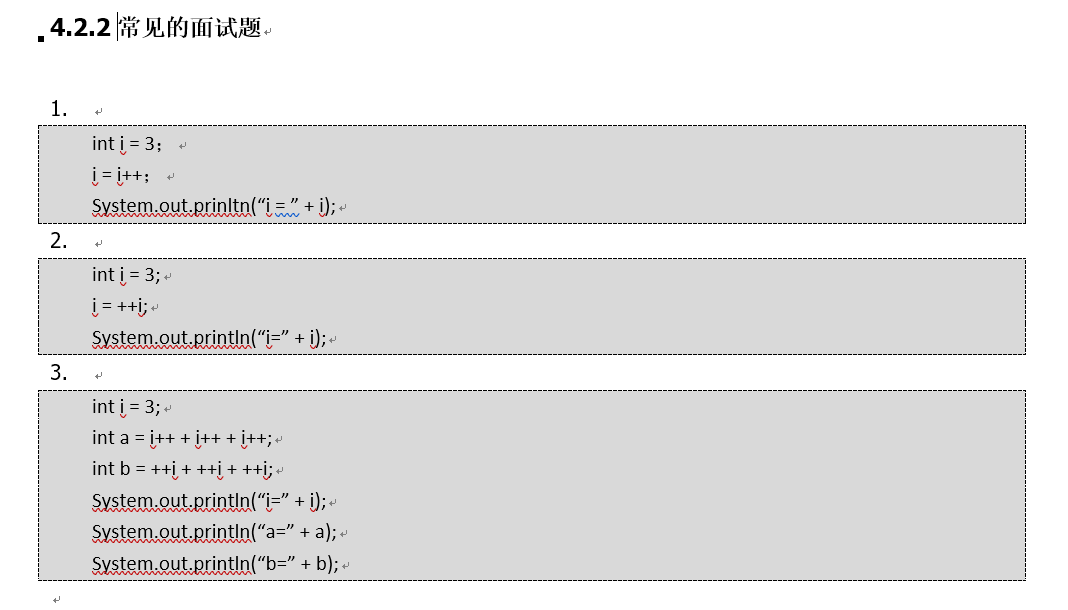 4.2.2 常见的面试题
1.
int i = 3；
i = i++；
System.out.prinltn(“i = ” + i);
2.
int i = 3;
i = ++i;
System.out.println(“i=” + i);
3.
int i = 3;
int a = i++ + i++ + i++;
int b = ++i + ++i + ++i;
System.out.println(“i=” + i);
System.out.println(“a=” + a);
System.out.println(“b=” + b);